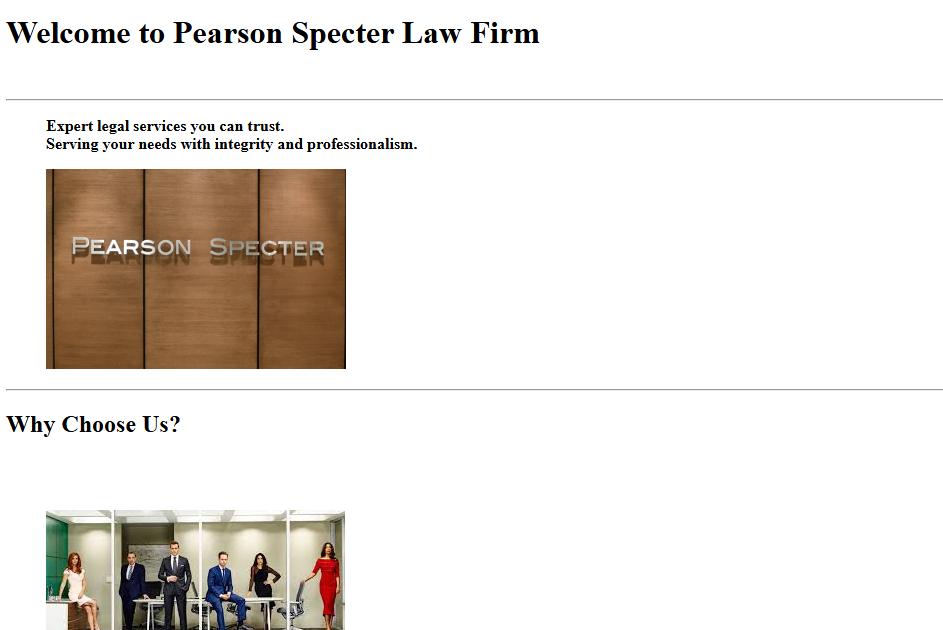 Welcome to Pearson Specter Law Firm
Expert legal services you can trust.
Serving your needs with integrity and professionalism.
PEARSON SPECTER
Why Choose Us?